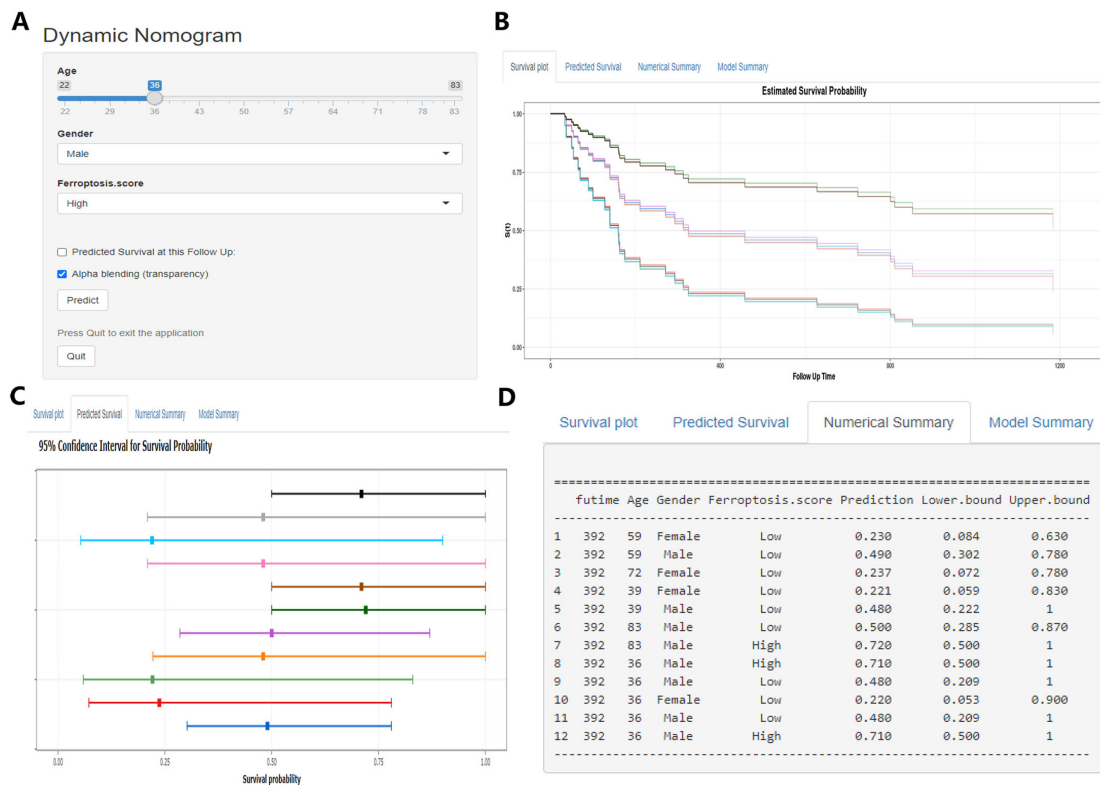 A
Dynamic Nomogram
Age
22 36 83
22 29 36 43 50 57 64 71 78 83
Gender
Male
Ferroptosis.score
High
Predicted Survival at this Follow Up:
Alpha blending (transparency)
Predict
Press Quit to exit the application
Quit
B
Survival plot Predicted Survival Numerical Summary Model Summary
Estimated Survival Probability
S(t)
1.00
0.75
0.50
0.25
0.00
0 400 800 1200
Follow Up Time
C
Survival plot Predicted Survival Numerical Summary Model Summary
95% Confidence Interval for Survival Probability
0.00 0.25 0.50 0.75 1.00
Survival probability
D
Survival plot Predicted Survival Numerical Summary Model Summary
futime Age Gender Ferroptosis.score Prediction Lower.bound Upper.bound
1 392 59 Female Low 0.230 0.084 0.630
2 392 59 Male Low 0.490 0.302 0.780
3 392 72 Female Low 0.237 0.072 0.780
4 392 39 Female Low 0.221 0.059 0.830
5 392 39 Male Low 0.480 0.222 1
6 392 83 Male Low 0.500 0.285 0.870
7 392 83 Male High 0.720 0.500 1
8 392 36 Male High 0.710 0.500 1
9 392 36 Male Low 0.480 0.209 1
10 392 36 Female Low 0.220 0.053 0.900
11 392 36 Male Low 0.480 0.209 1
12 392 36 Male High 0.710 0.500 1